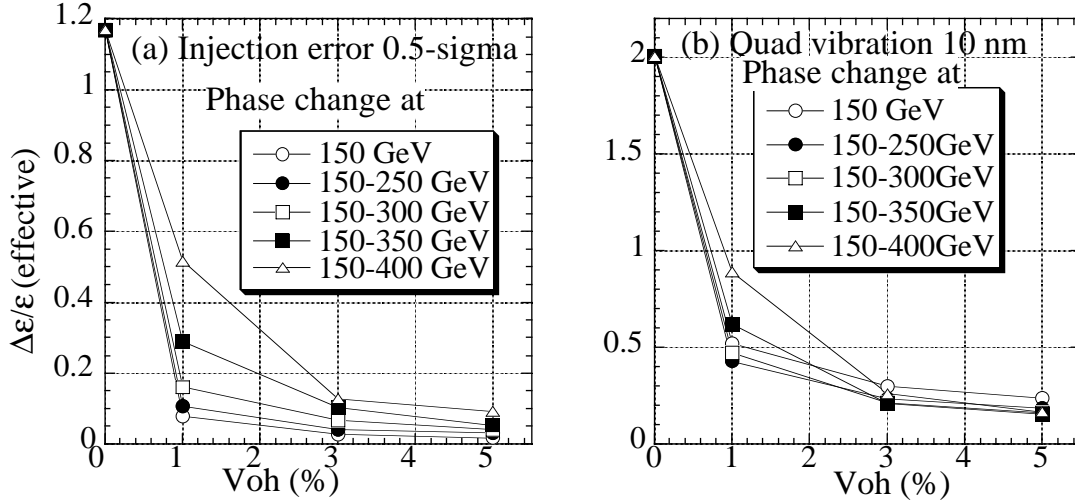 (a) Injection error 0.5-sigma
Phase change at
150 GeV
150-250 GeV
150-300 GeV
150-350 GeV
150-400 GeV
1.2
1
0.8
0.6
0.4
0.2
0
Δε/ε (effective)
0 1 2 3 4 5
Voh (%)
(b) Quad vibration 10 nm
Phase change at
150 GeV
150-250GeV
150-300GeV
150-350GeV
150-400GeV
2
1.5
1
0.5
0
0 1 2 3 4 5
Voh (%)